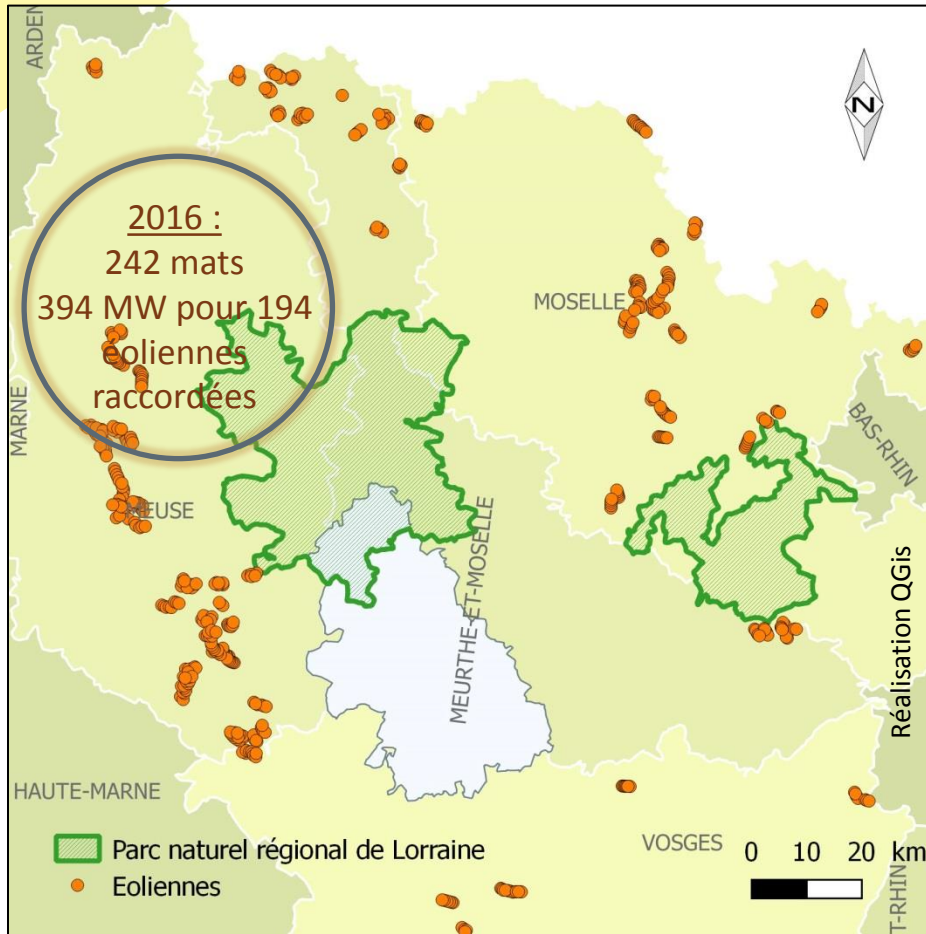 ARDEN
N
2016 :
242 mats
394 MW pour 194
éoliennes
raccordées
MOSELLE
MARNE
BAS-RHIN
MEUSE
MEURTHE-ET-MOSELLE
Réalisation QGis
HAUTE-MARNE
VOSGES
Parc naturel régional de Lorraine
Eoliennes
0 10 20 km
T-RHIN